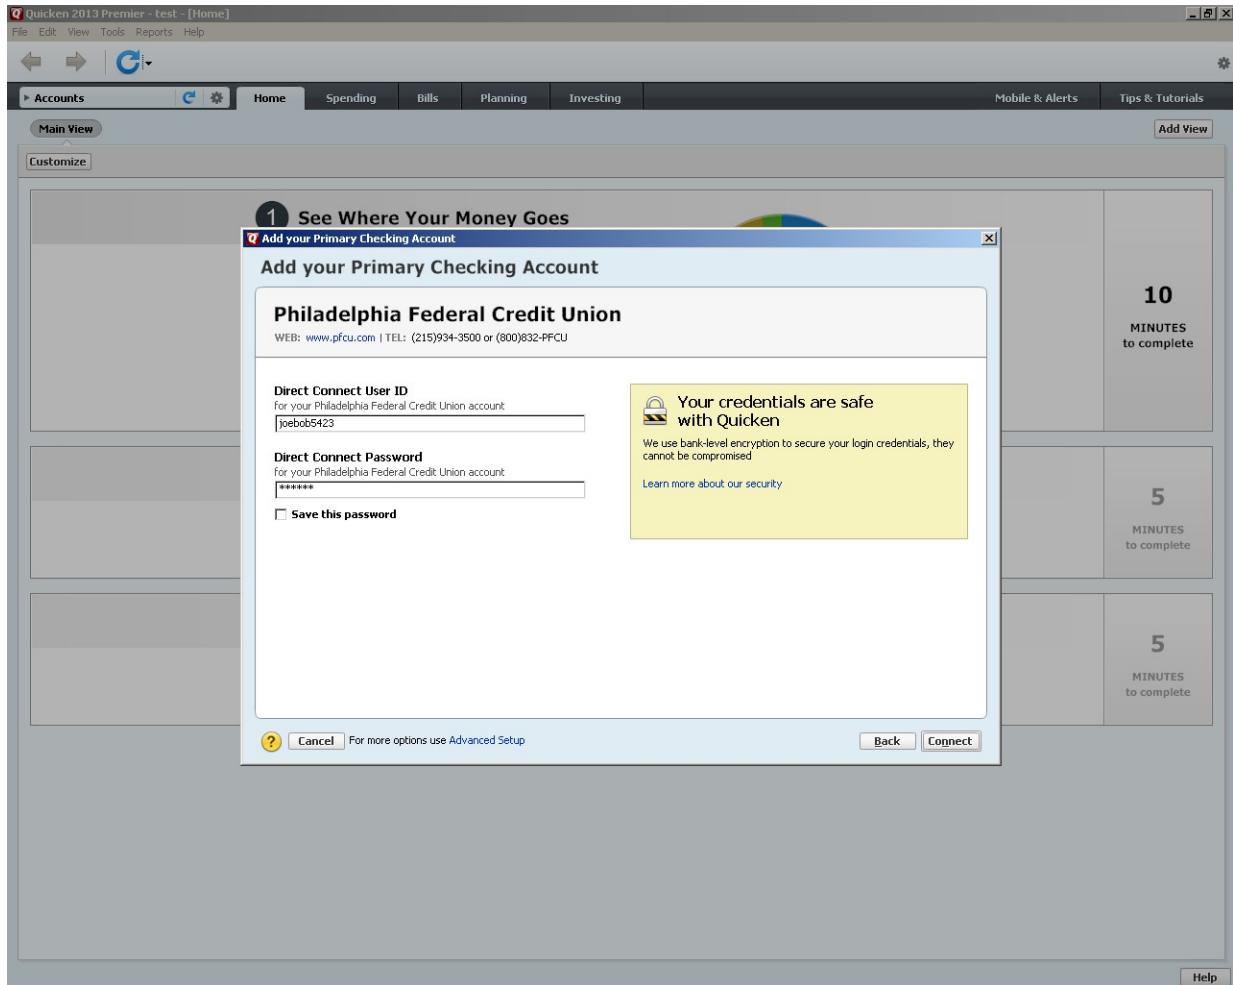 Quicken 2013 Premier - test - [Home]
File Edit View Tools Reports Help
Accounts Home Spending Bills Planning Investing Mobile & Alerts Tips & Tutorials
Main View Add View
Customize
1 See Where Your Money Goes
Add your Primary Checking Account
Add your Primary Checking Account
Philadelphia Federal Credit Union
WEB: www.pfcu.com | TEL: (215)934-3500 or (800)832-PFCU
Direct Connect User ID
for your Philadelphia Federal Credit Union account
joebob5423
Direct Connect Password
for your Philadelphia Federal Credit Union account
******
Save this password
Your credentials are safe
with Quicken
We use bank-level encryption to secure your login credentials, they
cannot be compromised
Learn more about our security
? Cancel For more options use Advanced Setup Back Connect
10
MINUTES
to complete
5
MINUTES
to complete
5
MINUTES
to complete
Help